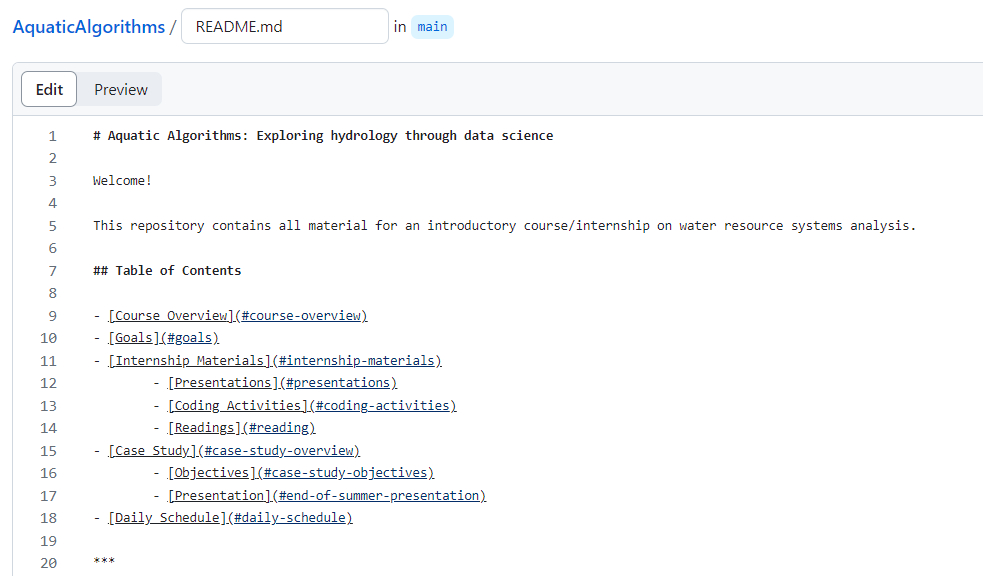 AquaticAlgorithms / README.md in main
Edit Preview
1 # Aquatic Algorithms: Exploring hydrology through data science
2
3 Welcome!
4
5 This repository contains all material for an introductory course/internship on water resource systems analysis.
6
7 ## Table of Contents
8
9 - [Course Overview](#course-overview)
10 - [Goals](#goals)
11 - [Internship Materials](#internship-materials)
12 - [Presentations](#presentations)
13 - [Coding Activities](#coding-activities)
14 - [Readings](#reading)
15 - [Case Study](#case-study-overview)
16 - [Objectives](#case-study-objectives)
17 - [Presentation](#end-of-summer-presentation)
18 - [Daily Schedule](#daily-schedule)
19
20 ***